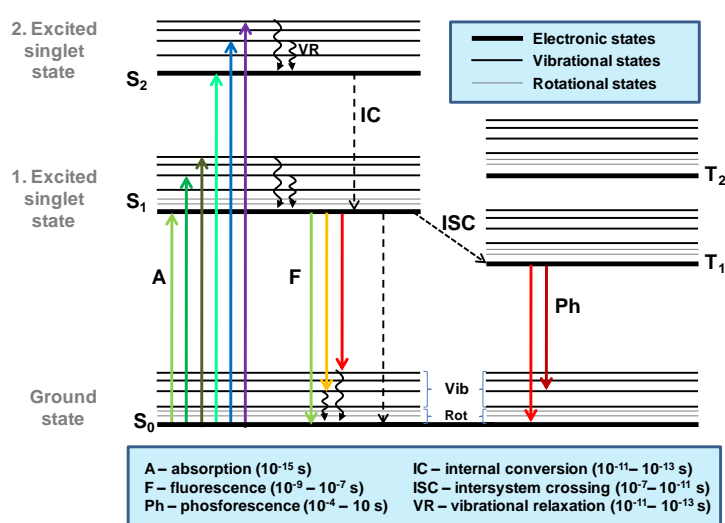 2. Excited
singlet
state
S2
VR
IC
Electronic states
Vibrational states
Rotational states
1. Excited
singlet
state
S1
T2
ISC
T1
A
F
Ph
Ground
state
S0
Vib
Rot
A – absorption (10-15 s)
F – fluorescence (10-9 – 10-7 s)
Ph – phosforescence (10-4 – 10 s)
IC – internal conversion (10-11– 10-13 s)
ISC – intersystem crossing (10-7– 10-11 s)
VR – vibrational relaxation (10-11– 10-13 s)